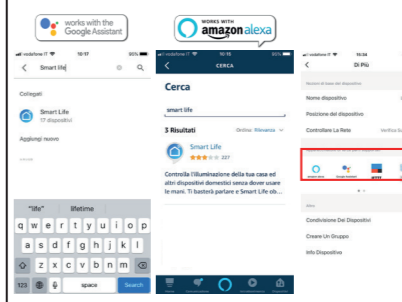 works with the
Google Assistant
WORKS WITH
amazon alexa
vodafone IT
10:17
Smart life
Collegati
Smart Life
17 dispositivi
Aggiungi nuovo
"life"
lifetime
q w e r t y u i o p
a s d f g h j k l
z x c v b n m
123
space
Search
vodafone IT
10:15
CERCA
Cerca
smart life
3 Risultati
Ordina: Rilevanza
Smart Life
227
Controlla l'illuminazione della tua casa ed
altri dispositivi domestici senza dover usare
le mani. Ti basterà parlare e Smart Life ob...
vodafone IT
Di Più
Nome dispositivo
Posizione del dispositivo
Controllare La Rete
Condivisione Dei Dispositivi
Creare Un Gruppo
Info Dispositivo